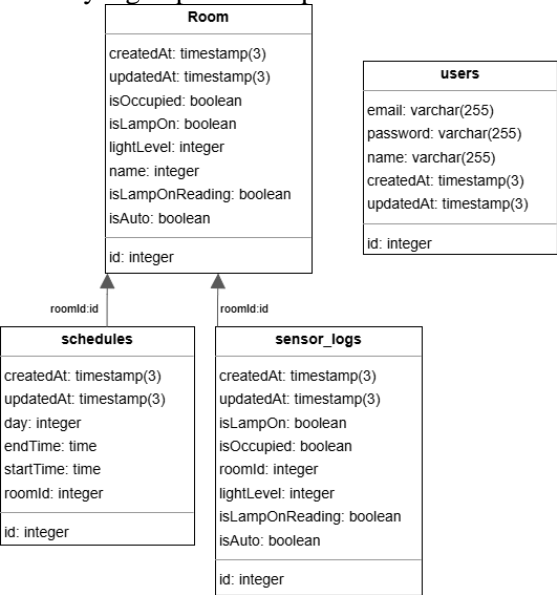 Room
createdAt: timestamp(3)
updatedAt: timestamp(3)
isOccupied: boolean
isLampOn: boolean
lightLevel: integer
name: integer
isLampOnReading: boolean
isAuto: boolean
id: integer
users
email: varchar(255)
password: varchar(255)
name: varchar(255)
createdAt: timestamp(3)
updatedAt: timestamp(3)
id: integer
roomId:id
roomId:id
schedules
createdAt: timestamp(3)
updatedAt: timestamp(3)
day: integer
endTime: time
startTime: time
roomId: integer
id: integer
sensor_logs
createdAt: timestamp(3)
updatedAt: timestamp(3)
isLampOn: boolean
isOccupied: boolean
roomId: integer
lightLevel: integer
isLampOnReading: boolean
isAuto: boolean
id: integer